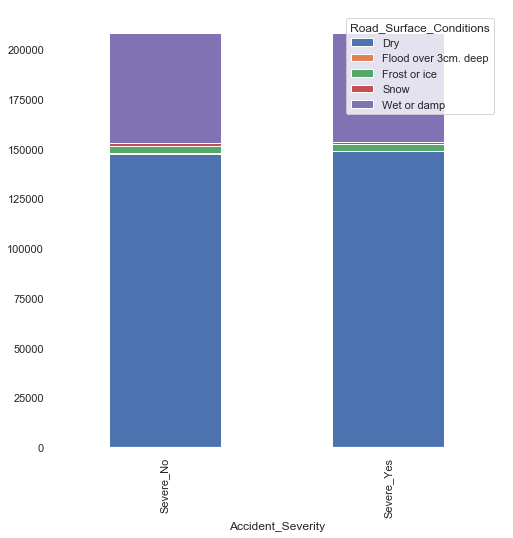 Road_Surface_Conditions
Dry
Flood over 3cm. deep
Frost or ice
Snow
Wet or damp
200000
175000
150000
125000
100000
75000
50000
25000
0
Severe_No
Severe_Yes
Accident_Severity